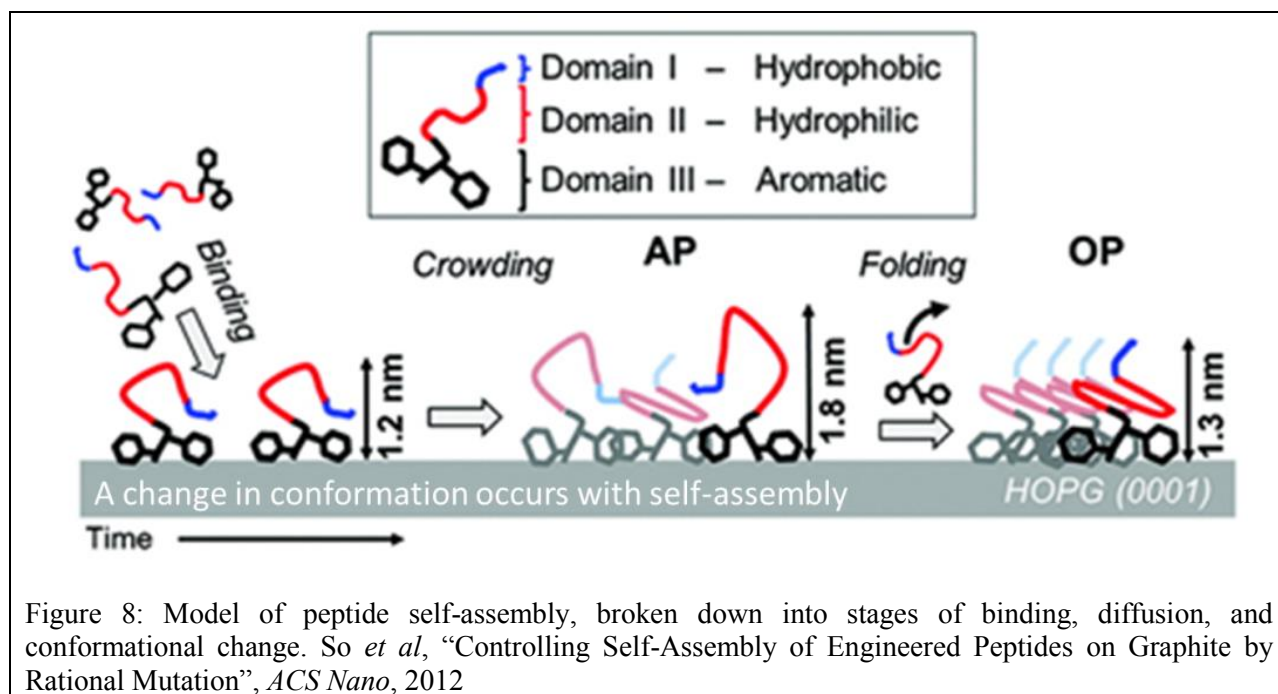 Domain I – Hydrophobic
Domain II – Hydrophilic
Domain III – Aromatic
Binding
Crowding
AP
Folding
OP
1.2 nm
1.8 nm
1.3 nm
A change in conformation occurs with self-assembly
HOPG (0001)
Time
Figure 8: Model of peptide self-assembly, broken down into stages of binding, diffusion, and
conformational change. So et al, “Controlling Self-Assembly of Engineered Peptides on Graphite by
Rational Mutation”, ACS Nano, 2012